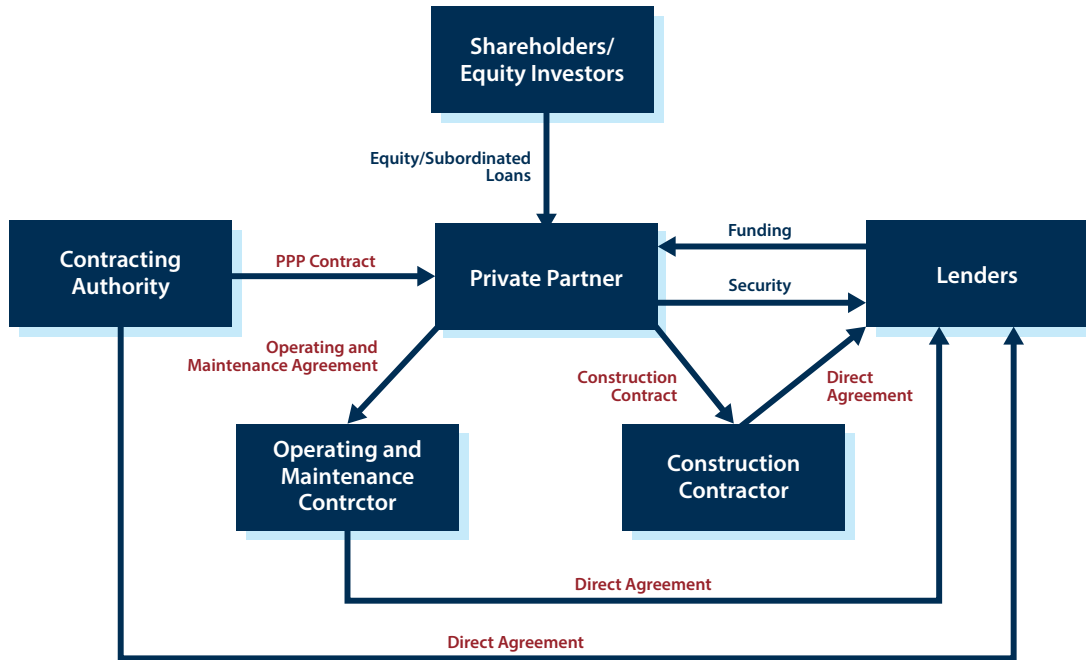 Shareholders/
Equity Investors
Equity/Subordinated
Loans
Contracting
Authority
PPP Contract
Private Partner
Funding
Security
Lenders
Operating and
Maintenance Agreement
Construction
Contract
Direct
Agreement
Operating and
Maintenance
Contrctor
Construction
Contractor
Direct Agreement
Direct Agreement